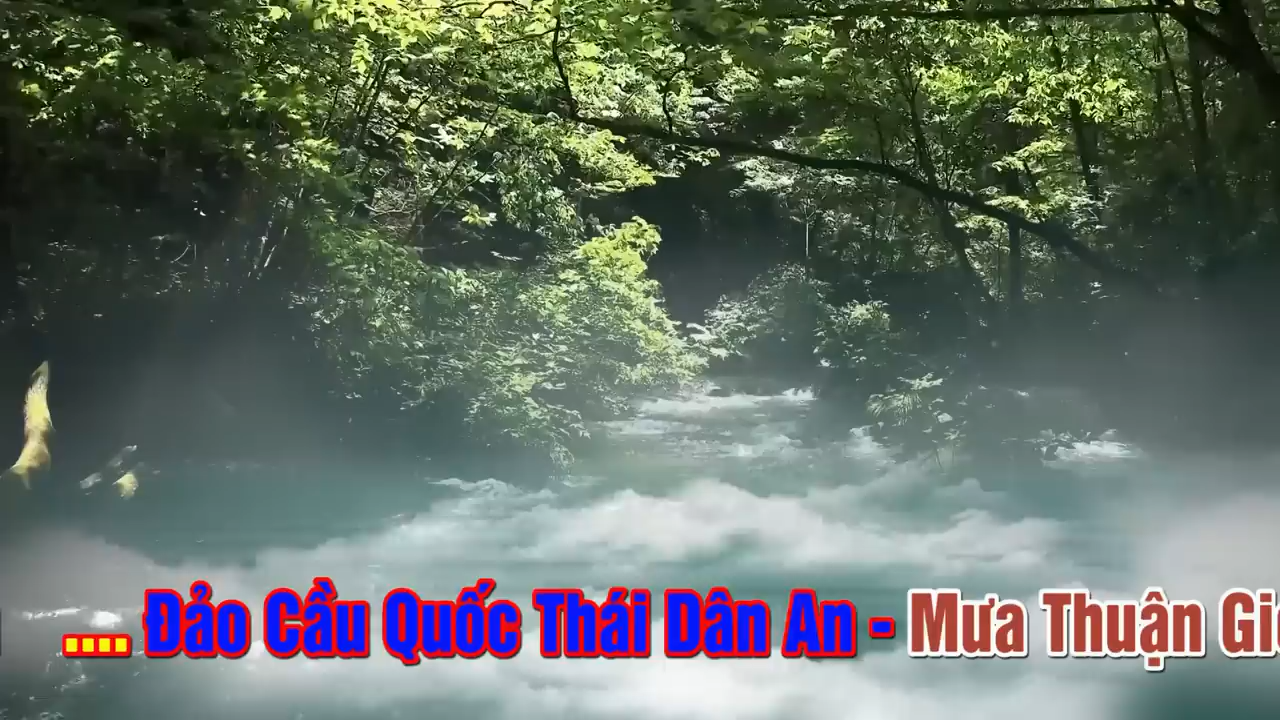 .... Đảo Cầu Quốc Thái Dân An - Mưa Thuận